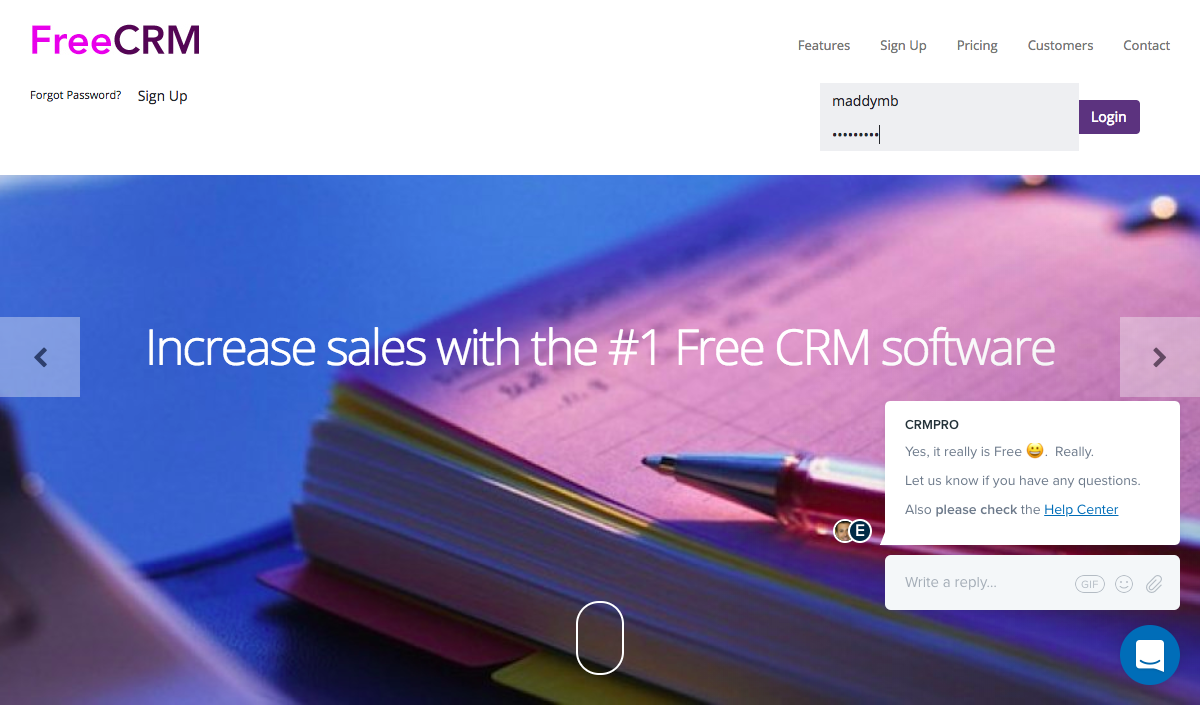 FreeCRM
Features Sign Up Pricing Customers Contact
Forgot Password? Sign Up
maddymb
•••••••••
Login
Increase sales with the #1 Free CRM software
CRMPRO
Yes, it really is Free 😀. Really.
Let us know if you have any questions.
Also please check the Help Center
E
Write a reply...
GIF